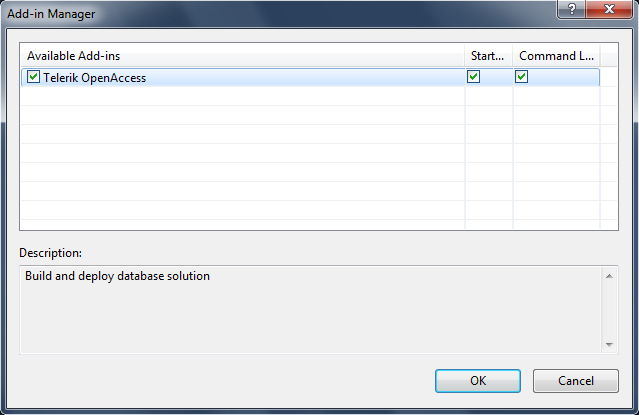 Add-in Manager
Available Add-ins Start... Command L...
Telerik OpenAccess
Description:
Build and deploy database solution
OK Cancel